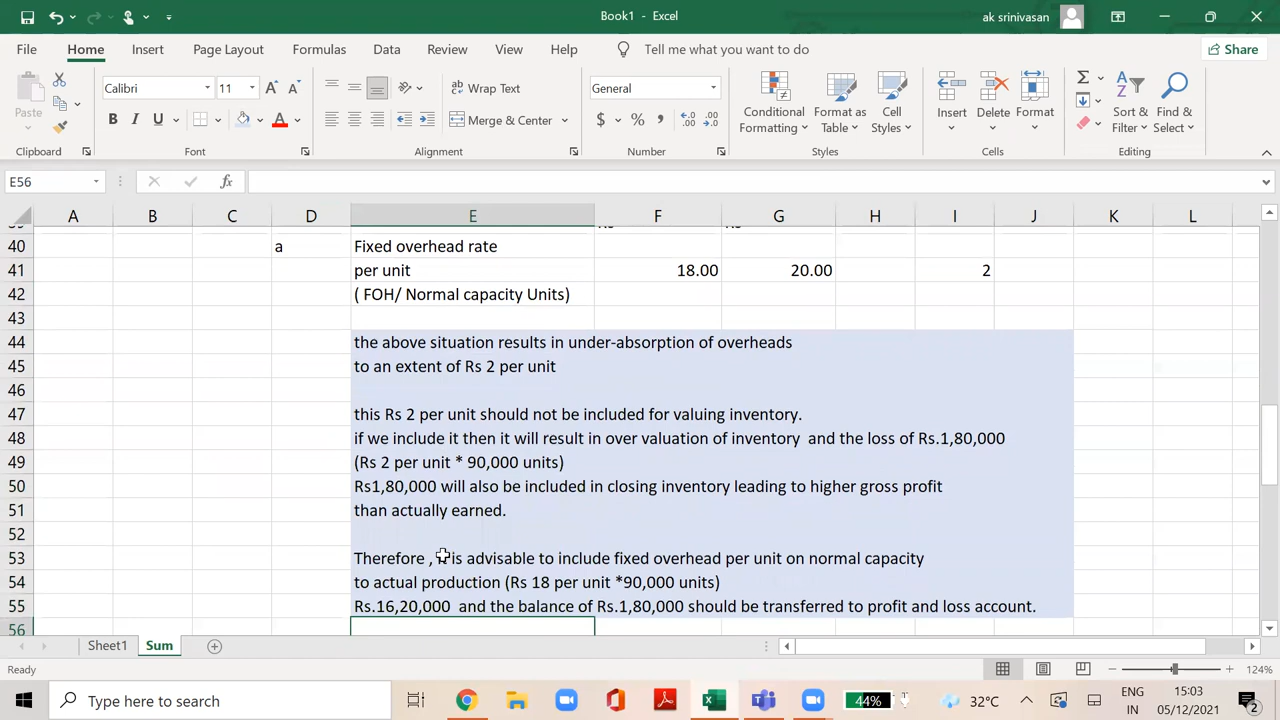 Book1 - Excel
ak srinivasan
File Home Insert Page Layout Formulas Data Review View Help Tell me what you want to do Share
Paste
Calibri 11
B I U
Wrap Text
Merge & Center
General
$ % ,
Conditional Formatting
Format as Table
Cell Styles
Insert Delete Format
Sort & Filter
Find & Select
Clipboard Font Alignment Number Styles Cells Editing
E56 fx
A B C D E F G H I J K L
40 a Fixed overhead rate
41 per unit 18.00 20.00 2
42 ( FOH/ Normal capacity Units)
43
44 the above situation results in under-absorption of overheads
45 to an extent of Rs 2 per unit
46
47 this Rs 2 per unit should not be included for valuing inventory.
48 if we include it then it will result in over valuation of inventory and the loss of Rs.1,80,000
49 (Rs 2 per unit * 90,000 units)
50 Rs1,80,000 will also be included in closing inventory leading to higher gross profit
51 than actually earned.
52
53 Therefore , is advisable to include fixed overhead per unit on normal capacity
54 to actual production (Rs 18 per unit *90,000 units)
55 Rs.16,20,000 and the balance of Rs.1,80,000 should be transferred to profit and loss account.
56
Sheet1 Sum
Ready 124%
Type here to search
44% 32°C ENG IN 15:03 05/12/2021 2